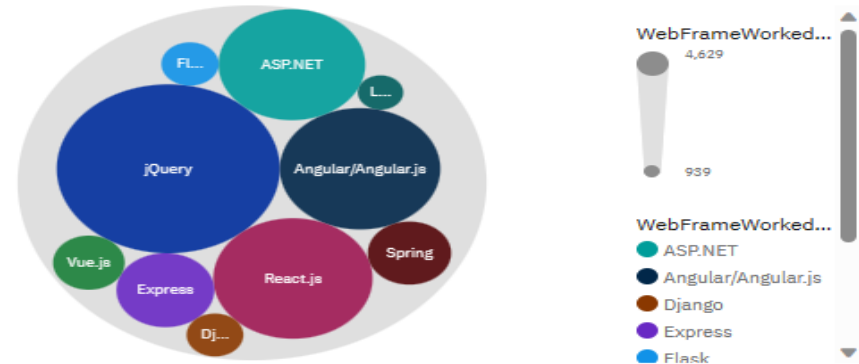 Fl...
ASP.NET
L...
jQuery
Angular/Angular.js
Vue.js
Express
React.js
Spring
Dj...
WebFrameWorked...
4,629
939
WebFrameWorked...
ASP.NET
Angular/Angular.js
Django
Express
Flask